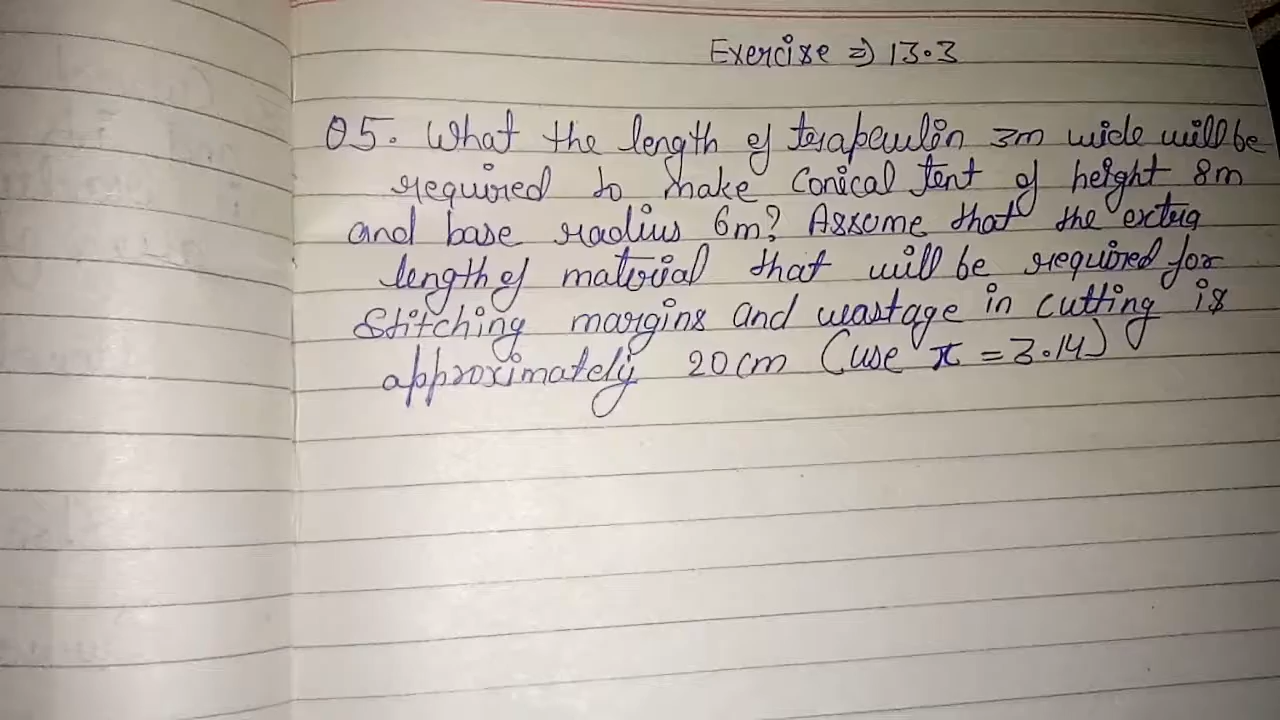 Exercise => 13.3
Q5. What the length of terapeulin 3m wide will be
required to make Conical tent of height 8m
and base radius 6m? Assume that the extra
length of material that will be required for
Stitching margins and wastage in cutting is
approximately 20cm (use π = 3.14)